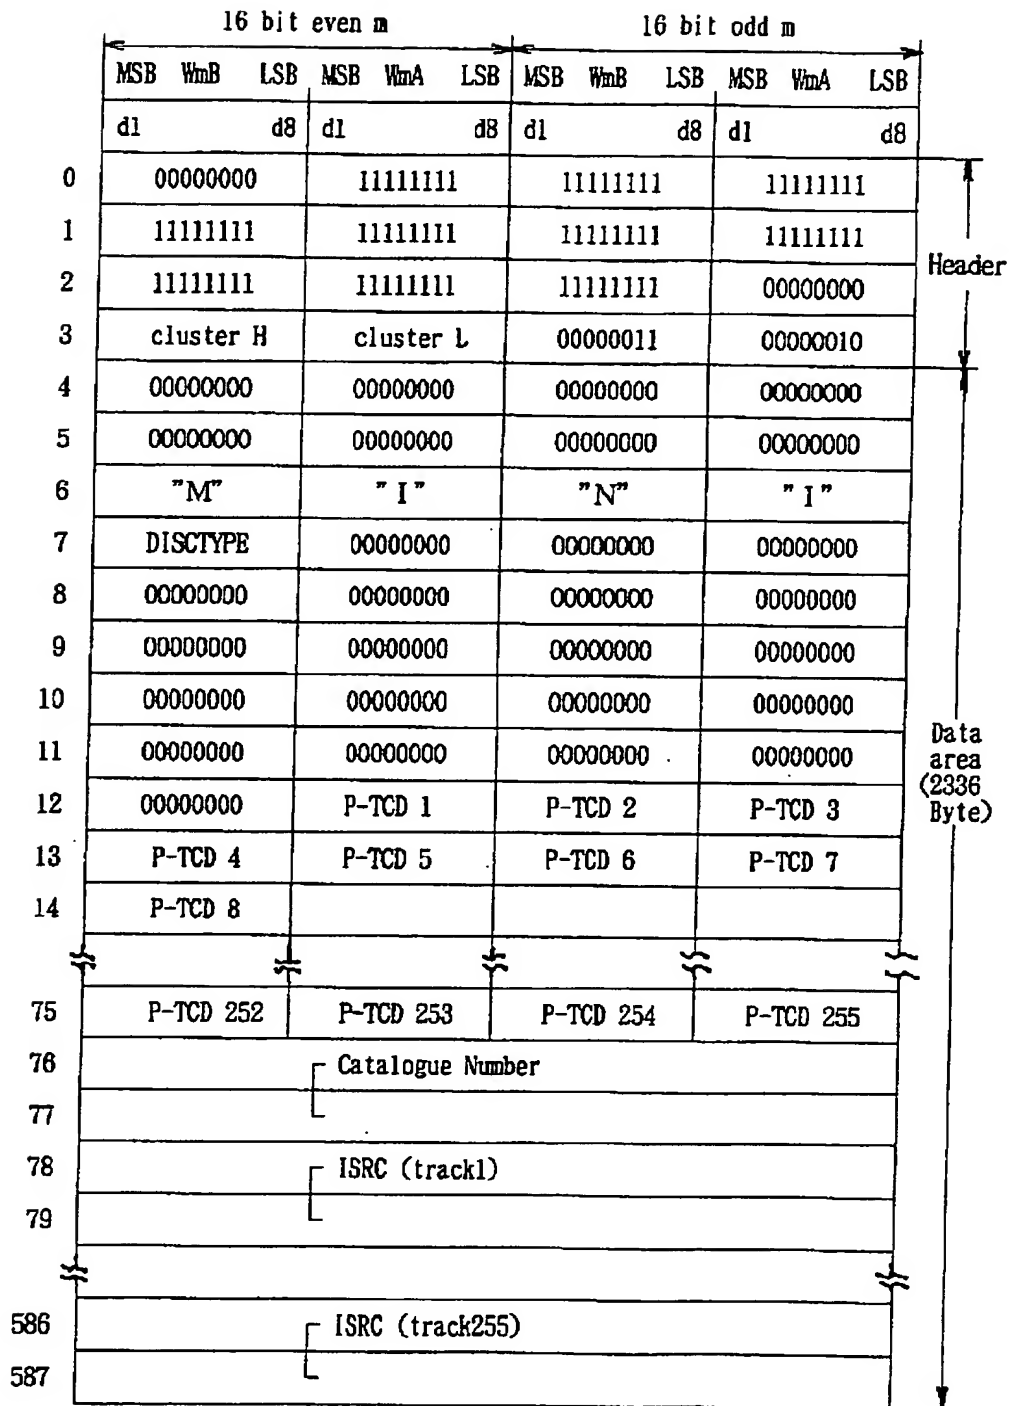 16 bit even m 16 bit odd m
MSB WmB LSB MSB WmA LSB MSB WmB LSB MSB WmA LSB
d1 d8 d1 d8 d1 d8 d1 d8
0 00000000 11111111 11111111 11111111
1 11111111 11111111 11111111 11111111
Header
2 11111111 11111111 11111111 00000000
3 cluster H cluster L 00000011 00000010
4 00000000 00000000 00000000 00000000
5 00000000 00000000 00000000 00000000
6 "M" "I" "N" "I"
7 DISCTYPE 00000000 00000000 00000000
8 00000000 00000000 00000000 00000000
9 00000000 00000000 00000000 00000000
10 00000000 00000000 00000000 00000000
11 00000000 00000000 00000000 00000000
Data
area
(2336
Byte)
12 00000000 P-TCD 1 P-TCD 2 P-TCD 3
13 P-TCD 4 P-TCD 5 P-TCD 6 P-TCD 7
14 P-TCD 8
75 P-TCD 252 P-TCD 253 P-TCD 254 P-TCD 255
76 Catalogue Number
77
78 ISRC (track1)
79
586 ISRC (track255)
587